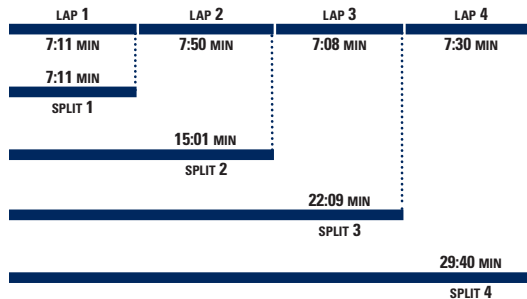 LAP 1 LAP 2 LAP 3 LAP 4
7:11 MIN 7:50 MIN 7:08 MIN 7:30 MIN
7:11 MIN
SPLIT 1
15:01 MIN
SPLIT 2
22:09 MIN
SPLIT 3
29:40 MIN
SPLIT 4